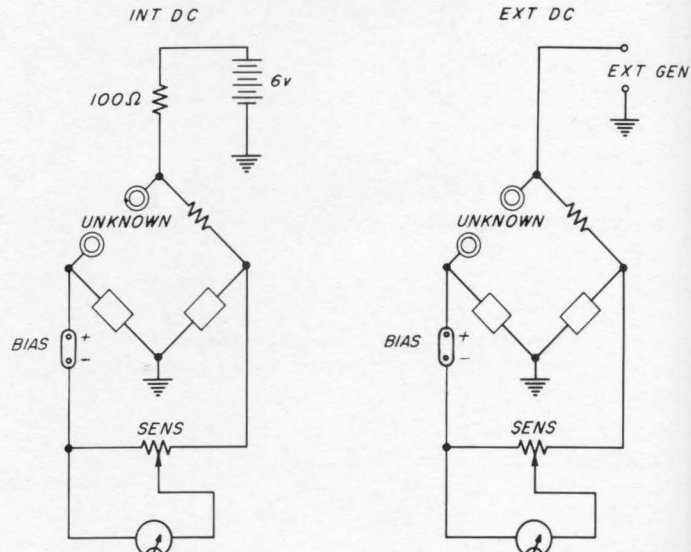 INT DC
100Ω
6v
UNKNOWN
BIAS
+
-
SENS
EXT DC
EXT GEN
UNKNOWN
BIAS
+
-
SENS